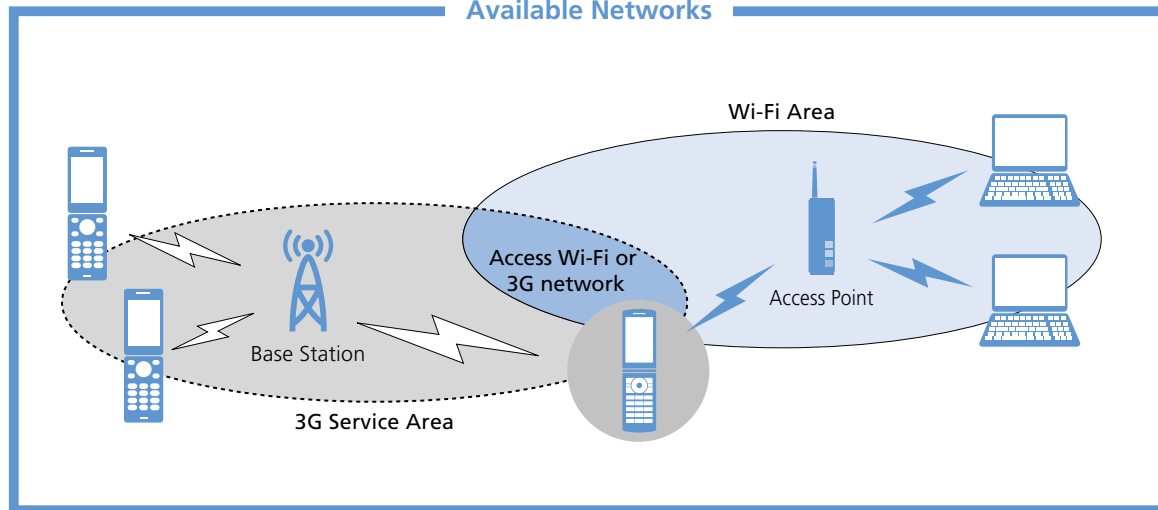 Available Networks
Wi-Fi Area
Access Wi-Fi or
3G network
Access Point
Base Station
3G Service Area